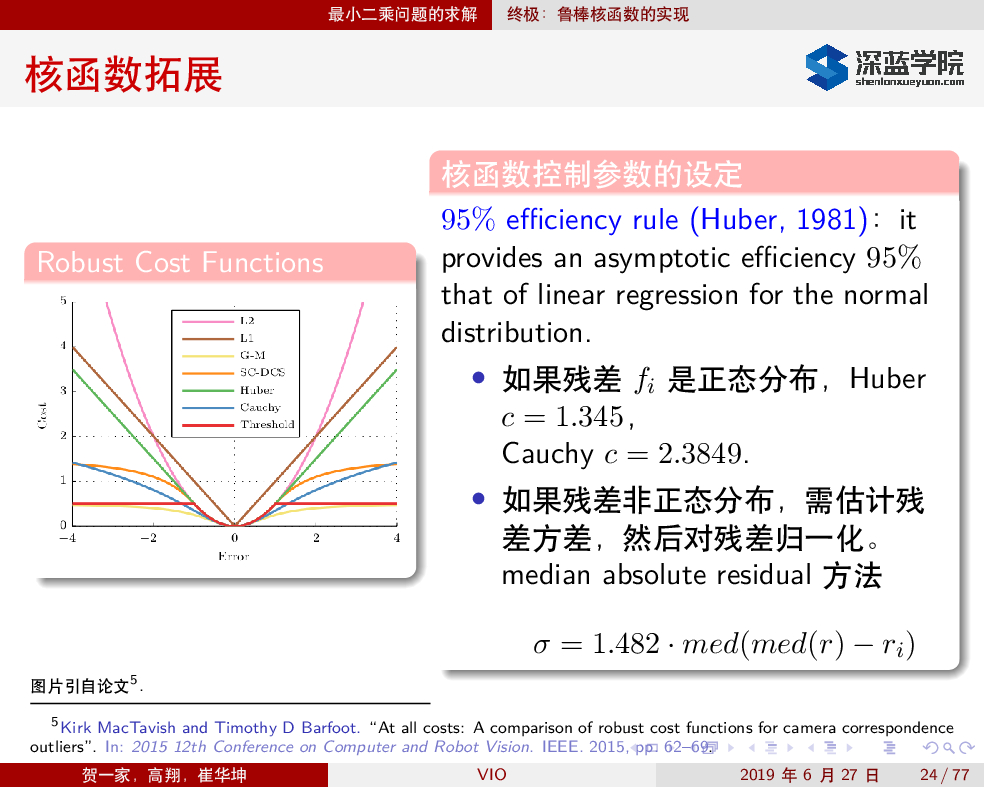 最小二乘问题的求解 终极：鲁棒核函数的实现
核函数拓展
深蓝学院
shenlanxueyuan.com
Robust Cost Functions
5
4
3
2
1
0
Cost
L2
L1
G-M
SC-DCS
Huber
Cauchy
Threshold
−4 −2 0 2 4
Error
核函数控制参数的设定
95% efficiency rule (Huber, 1981)：it
provides an asymptotic efficiency 95%
that of linear regression for the normal
distribution.
• 如果残差 fi 是正态分布，Huber
c = 1.345，
Cauchy c = 2.3849.
• 如果残差非正态分布，需估计残
差方差，然后对残差归一化。
median absolute residual 方法
σ = 1.482 · med(med(r) − ri)
图片引自论文5.
5Kirk MacTavish and Timothy D Barfoot. “At all costs: A comparison of robust cost functions for camera correspondence
outliers”. In: 2015 12th Conference on Computer and Robot Vision. IEEE. 2015, pp. 62–69.
贺一家，高翔，崔华坤 VIO 2019 年 6 月 27 日 24 / 77